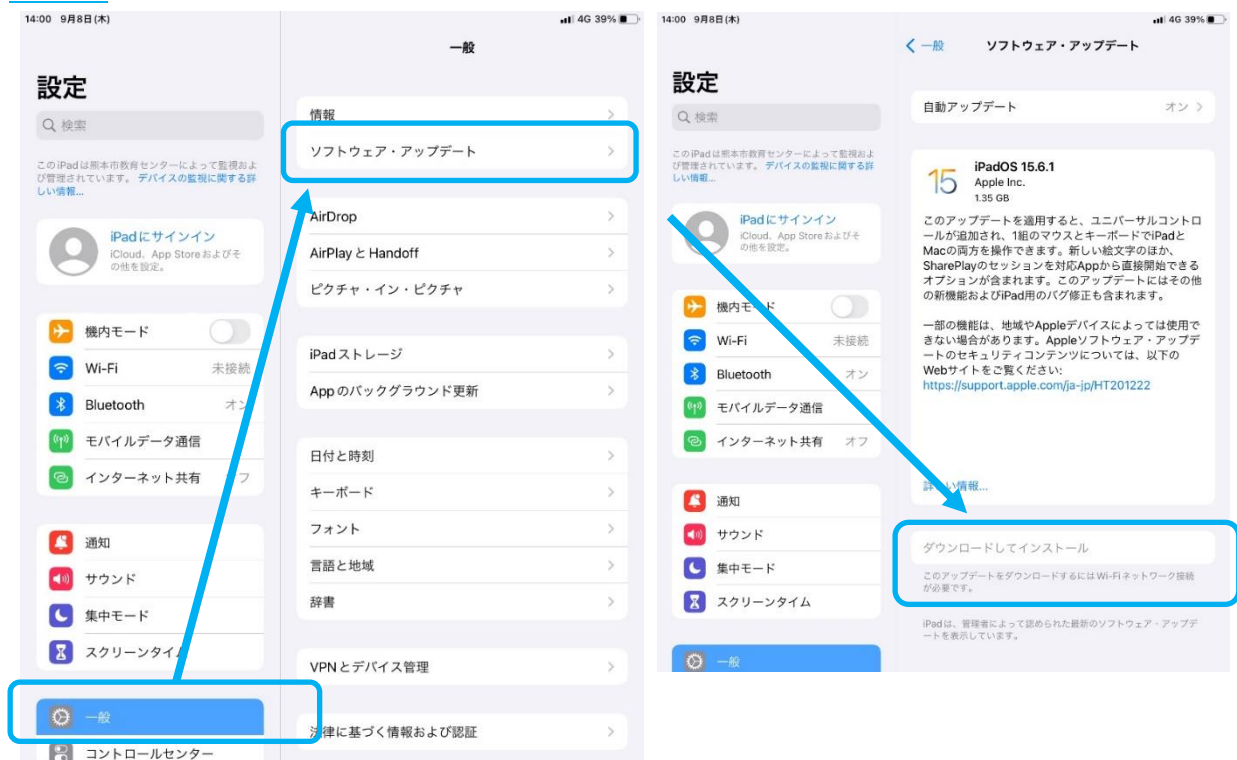 14:00 9月8日(木)
4G 39%
一般
設定
検索
このiPadは熊本市教育センターによって監視およ
び管理されています。デバイスの監視に関する詳
しい情報...
iPadにサインイン
iCloud、App Storeおよびそ
の他を設定。
機内モード
Wi-Fi 未接続
Bluetooth オン
モバイルデータ通信
インターネット共有 フ
通知
サウンド
集中モード
スクリーンタイム
一般
コントロールセンター
情報
ソフトウェア・アップデート
AirDrop
AirPlayとHandoff
ピクチャ・イン・ピクチャ
iPadストレージ
Appのバックグラウンド更新
日付と時刻
キーボード
フォント
言語と地域
辞書
VPNとデバイス管理
法律に基づく情報および認証
14:00 9月8日(木)
4G 39%
一般 ソフトウェア・アップデート
設定
検索
このiPadは熊本市教育センターによって監視およ
び管理されています。デバイスの監視に関する詳
しい情報...
iPadにサインイン
iCloud、App Storeおよびそ
の他を設定。
機内モード
Wi-Fi 未接続
Bluetooth オン
モバイルデータ通信
インターネット共有 オフ
通知
サウンド
集中モード
スクリーンタイム
一般
自動アップデート オン
15
iPadOS 15.6.1
Apple Inc.
1.35 GB
このアップデートを適用すると、ユニバーサルコントロ
ールが追加され、1組のマウスとキーボードでiPadと
Macの両方を操作できます。新しい絵文字のほか、
SharePlayのセッションを対応Appから直接開始できる
オプションが含まれます。このアップデートにはその他
の新機能およびiPad用のバグ修正も含まれます。
一部の機能は、地域やAppleデバイスによっては使用で
きない場合があります。Appleソフトウェア・アップデ
ートのセキュリティコンテンツについては、以下の
Webサイトをご覧ください:
https://support.apple.com/ja-jp/HT201222
詳しい情報...
ダウンロードしてインストール
このアップデートをダウンロードするにはWi-Fiネットワーク接続
が必要です。
iPadは、管理者によって認められた最新のソフトウェア・アップデ
ートを表示しています。